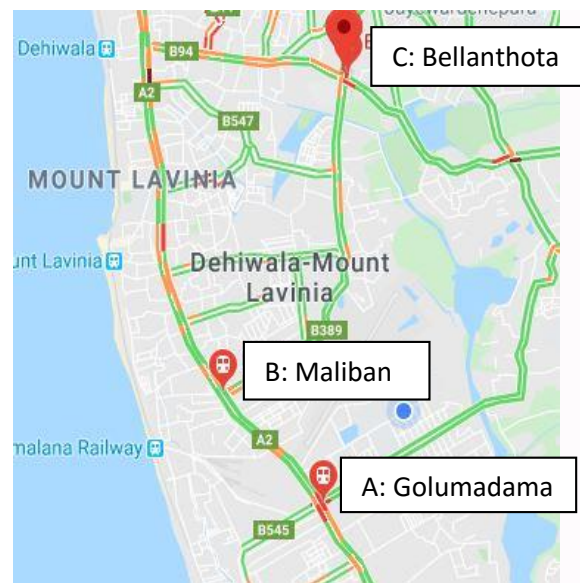 Dehiwala
B94
C: Bellanthota
A2
B547
MOUNT LAVINIA
unt Lavinia
Dehiwala-Mount
Lavinia
B389
B: Maliban
A2
malana Railway
A: Golumadama
B545